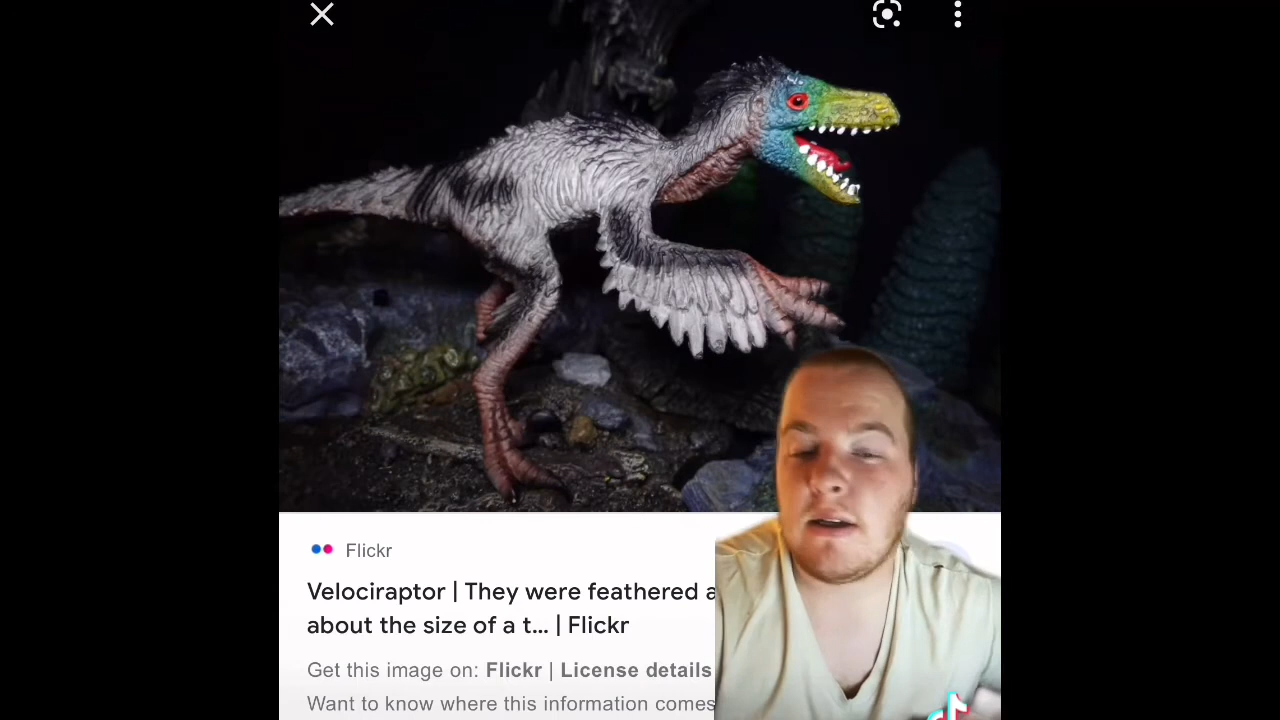 Flickr
Velociraptor | They were feathered a
about the size of a t... | Flickr
Get this image on: Flickr | License details
Want to know where this information comes